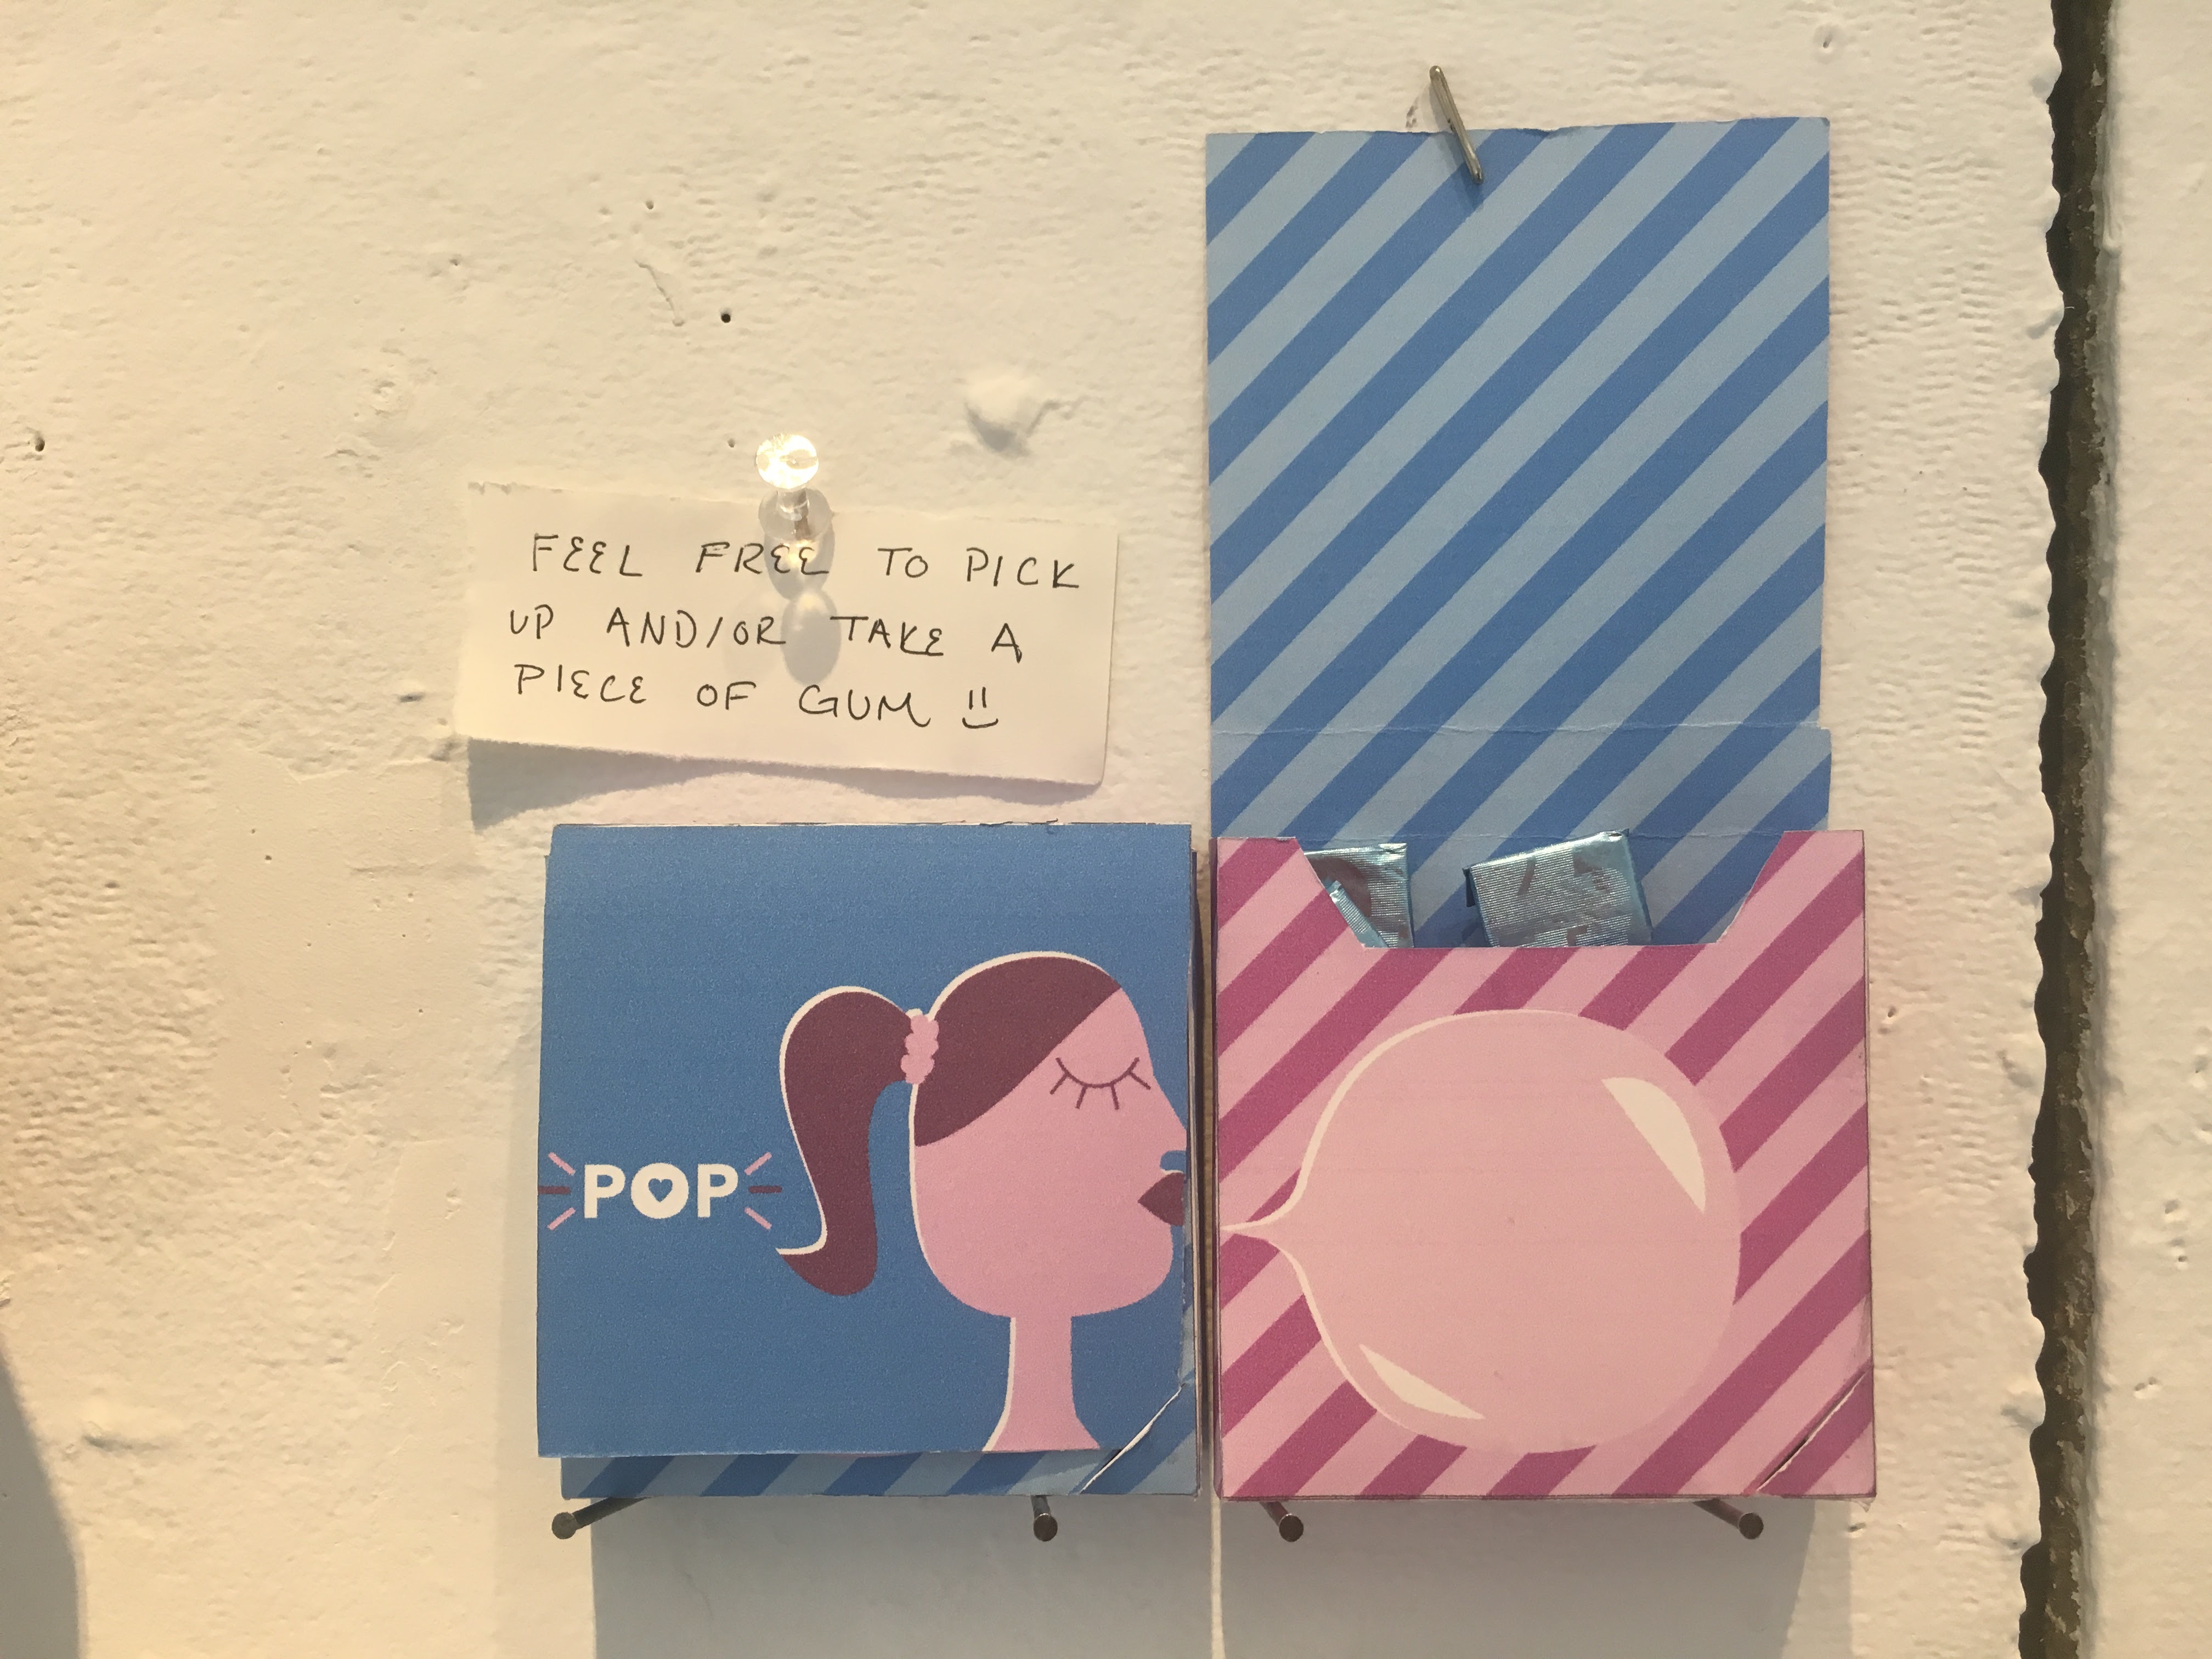 FEEL FREE TO PICK
UP AND/OR TAKE A
PIECE OF GUM
POP